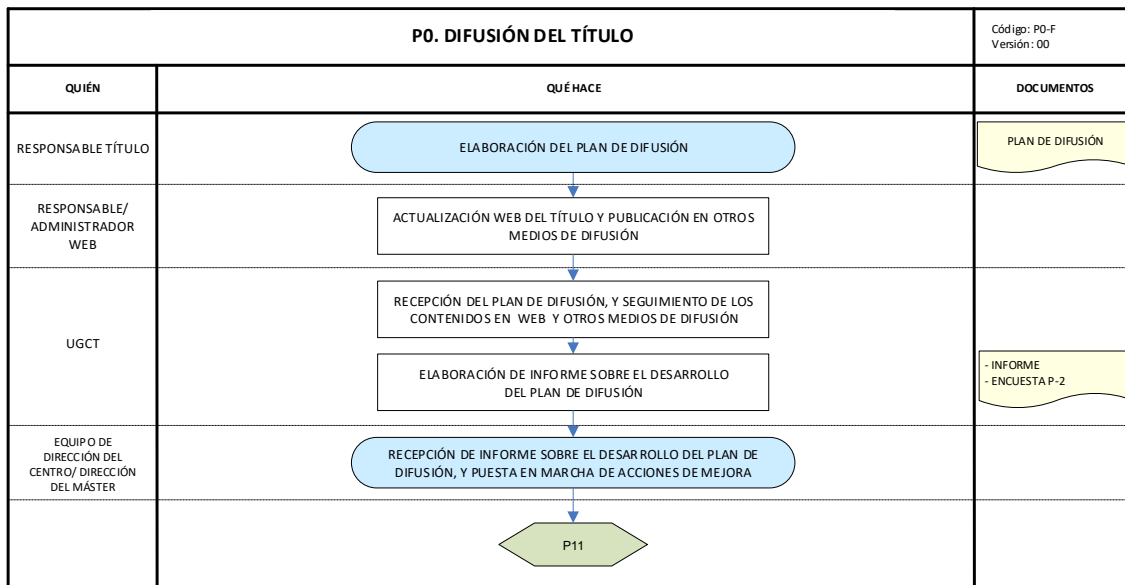 P0. DIFUSIÓN DEL TÍTULO
Código: P0-F
Versión: 00
QUIÉN
QUÉ HACE
DOCUMENTOS
RESPONSABLE TÍTULO
ELABORACIÓN DEL PLAN DE DIFUSIÓN
PLAN DE DIFUSIÓN
RESPONSABLE/
ADMINISTRADOR
WEB
ACTUALIZACIÓN WEB DEL TÍTULO Y PUBLICACIÓN EN OTROS
MEDIOS DE DIFUSIÓN
UGCT
RECEPCIÓN DEL PLAN DE DIFUSIÓN, Y SEGUIMIENTO DE LOS
CONTENIDOS EN WEB Y OTROS MEDIOS DE DIFUSIÓN
ELABORACIÓN DE INFORME SOBRE EL DESARROLLO
DEL PLAN DE DIFUSIÓN
- INFORME
- ENCUESTA P-2
EQUIPO DE
DIRECCIÓN DEL
CENTRO/ DIRECCIÓN
DEL MÁSTER
RECEPCIÓN DE INFORME SOBRE EL DESARROLLO DEL PLAN DE
DIFUSIÓN, Y PUESTA EN MARCHA DE ACCIONES DE MEJORA
P11